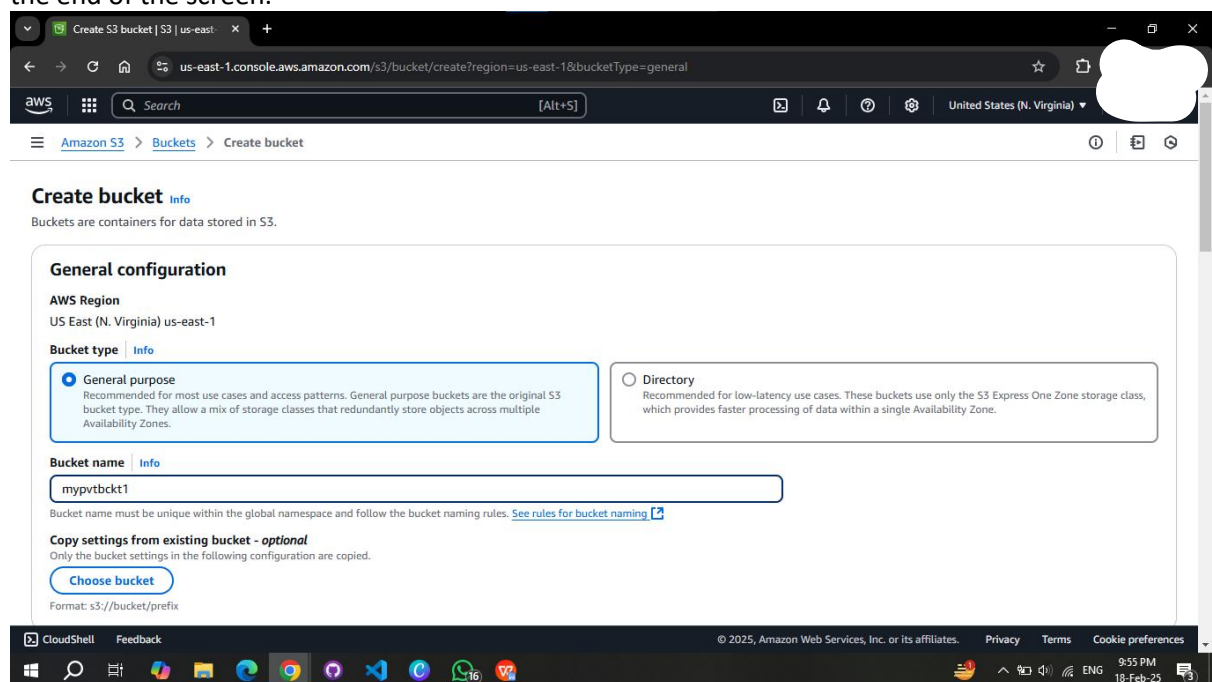 the end of the screen.
Create S3 bucket | S3 | us-east-
us-east-1.console.aws.amazon.com/s3/bucket/create?region=us-east-1&bucketType=general
aws Search [Alt+S] United States (N. Virginia)
Amazon S3 > Buckets > Create bucket
Create bucket Info
Buckets are containers for data stored in S3.
General configuration
AWS Region
US East (N. Virginia) us-east-1
Bucket type Info
General purpose
Recommended for most use cases and access patterns. General purpose buckets are the original S3
bucket type. They allow a mix of storage classes that redundantly store objects across multiple
Availability Zones.
Directory
Recommended for low-latency use cases. These buckets use only the S3 Express One Zone storage class,
which provides faster processing of data within a single Availability Zone.
Bucket name Info
mypvtbckt1
Bucket name must be unique within the global namespace and follow the bucket naming rules. See rules for bucket naming
Copy settings from existing bucket - optional
Only the bucket settings in the following configuration are copied.
Choose bucket
Format: s3://bucket/prefix
CloudShell Feedback © 2025, Amazon Web Services, Inc. or its affiliates. Privacy Terms Cookie preferences
16 ENG 9:55 PM
18-Feb-25 3